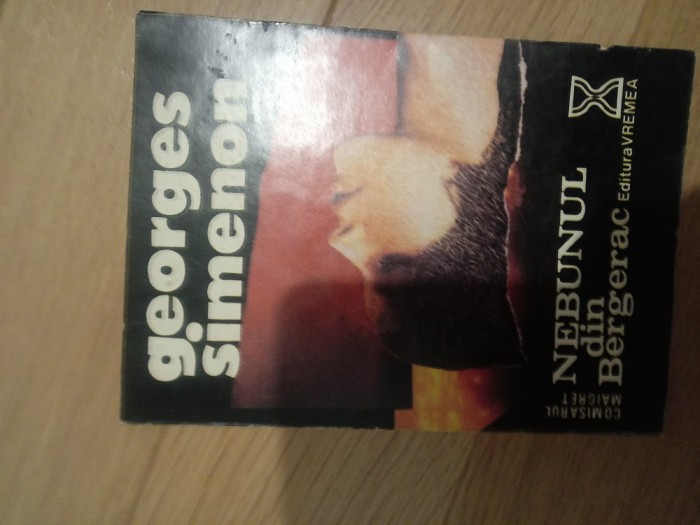 georges
simenon
COMISARUL
MAIGRET
NEBUNUL
din
Bergerac
Editura VREMEA